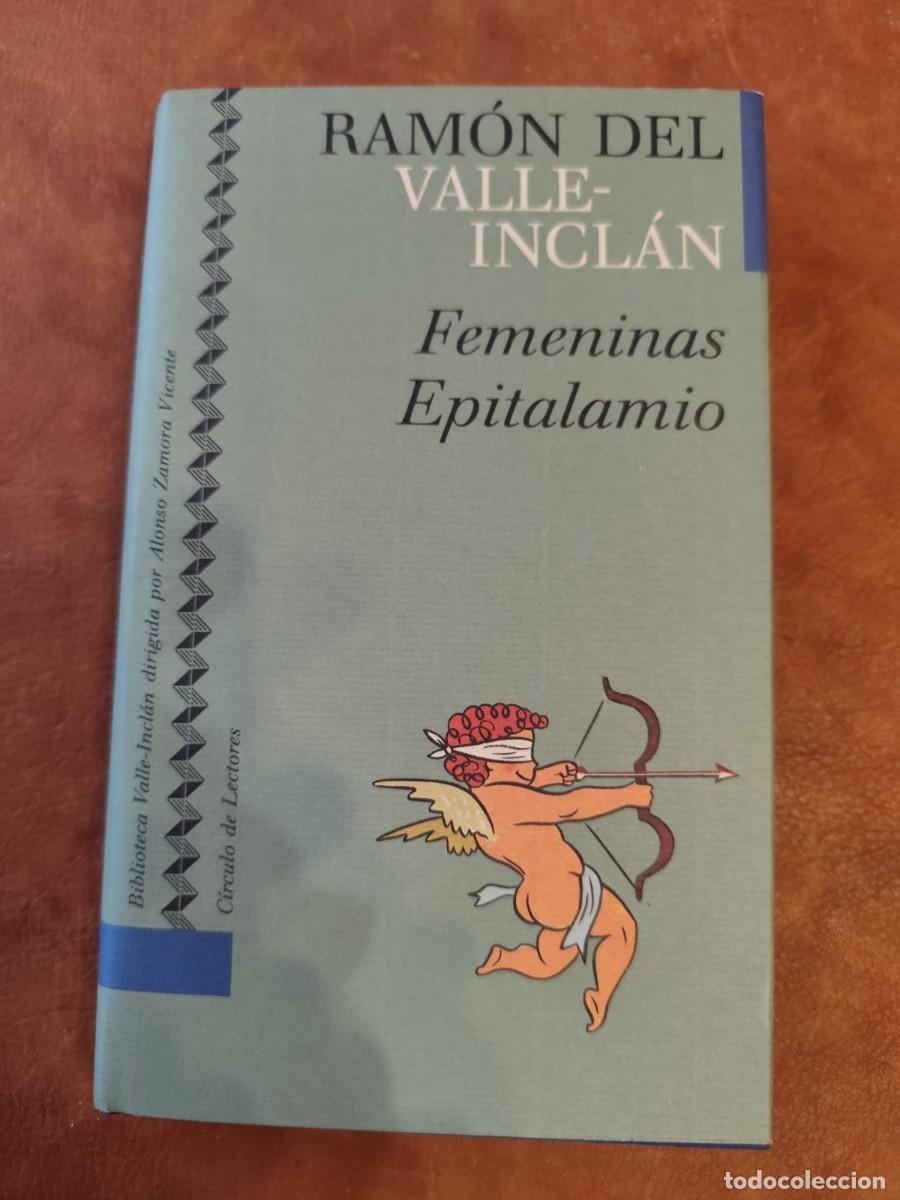 RAMÓN DEL
VALLE-
INCLÁN
Femeninas
Epitalamio
Biblioteca Valle-Inclán dirigida por Alonso Zamora Vicente
Círculo de Lectores
todocoleccion